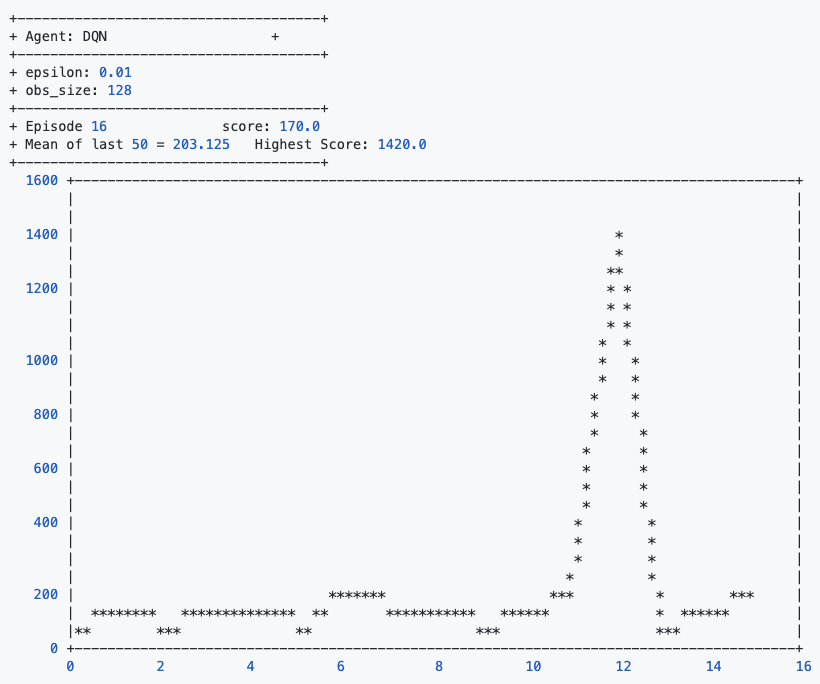 +--------------------------------------+
+ Agent: DQN                    +
+--------------------------------------+
+ epsilon: 0.01
+ obs_size: 128
+--------------------------------------+
+ Episode 16              score: 170.0
+ Mean of last 50 = 203.125   Highest Score: 1420.0
+--------------------------------------+
1600
1400
1200
1000
800
600
400
200
0
0 2 4 6 8 10 12 14 16